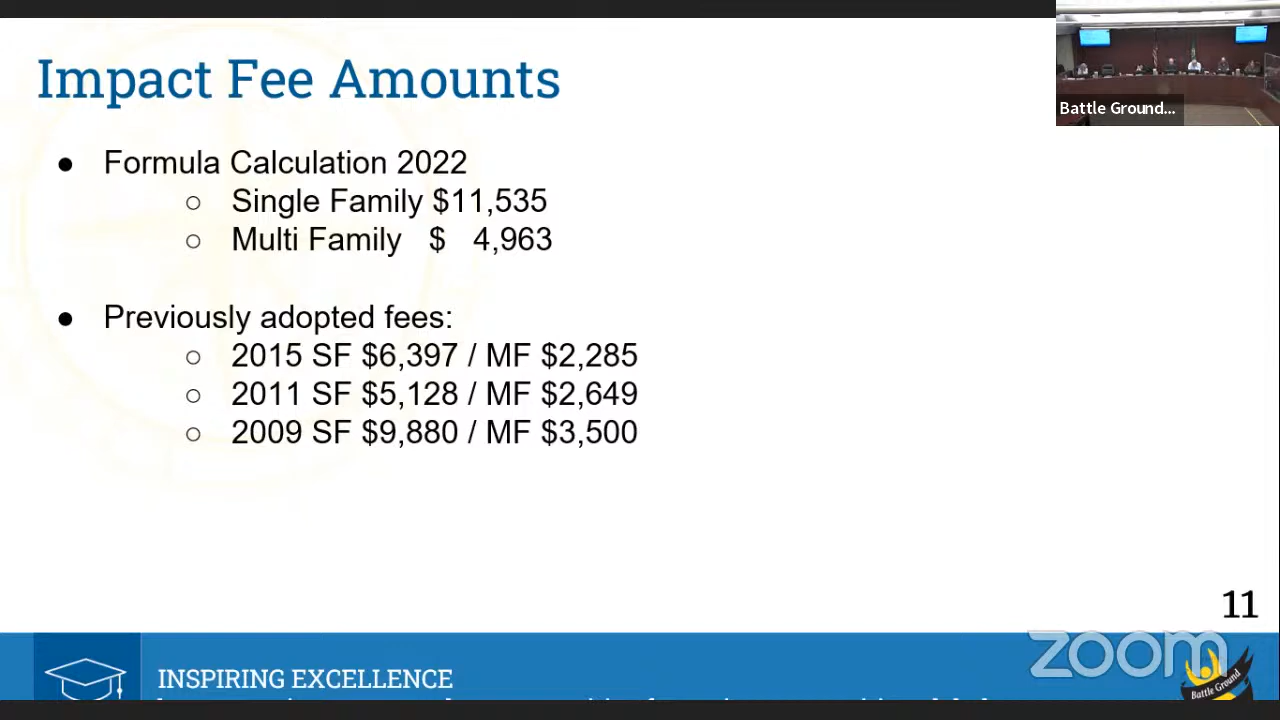 Impact Fee Amounts
Battle Ground...
● Formula Calculation 2022
○ Single Family $11,535
○ Multi Family $ 4,963
● Previously adopted fees:
○ 2015 SF $6,397 / MF $2,285
○ 2011 SF $5,128 / MF $2,649
○ 2009 SF $9,880 / MF $3,500
11
zoom
INSPIRING EXCELLENCE
Battle Ground